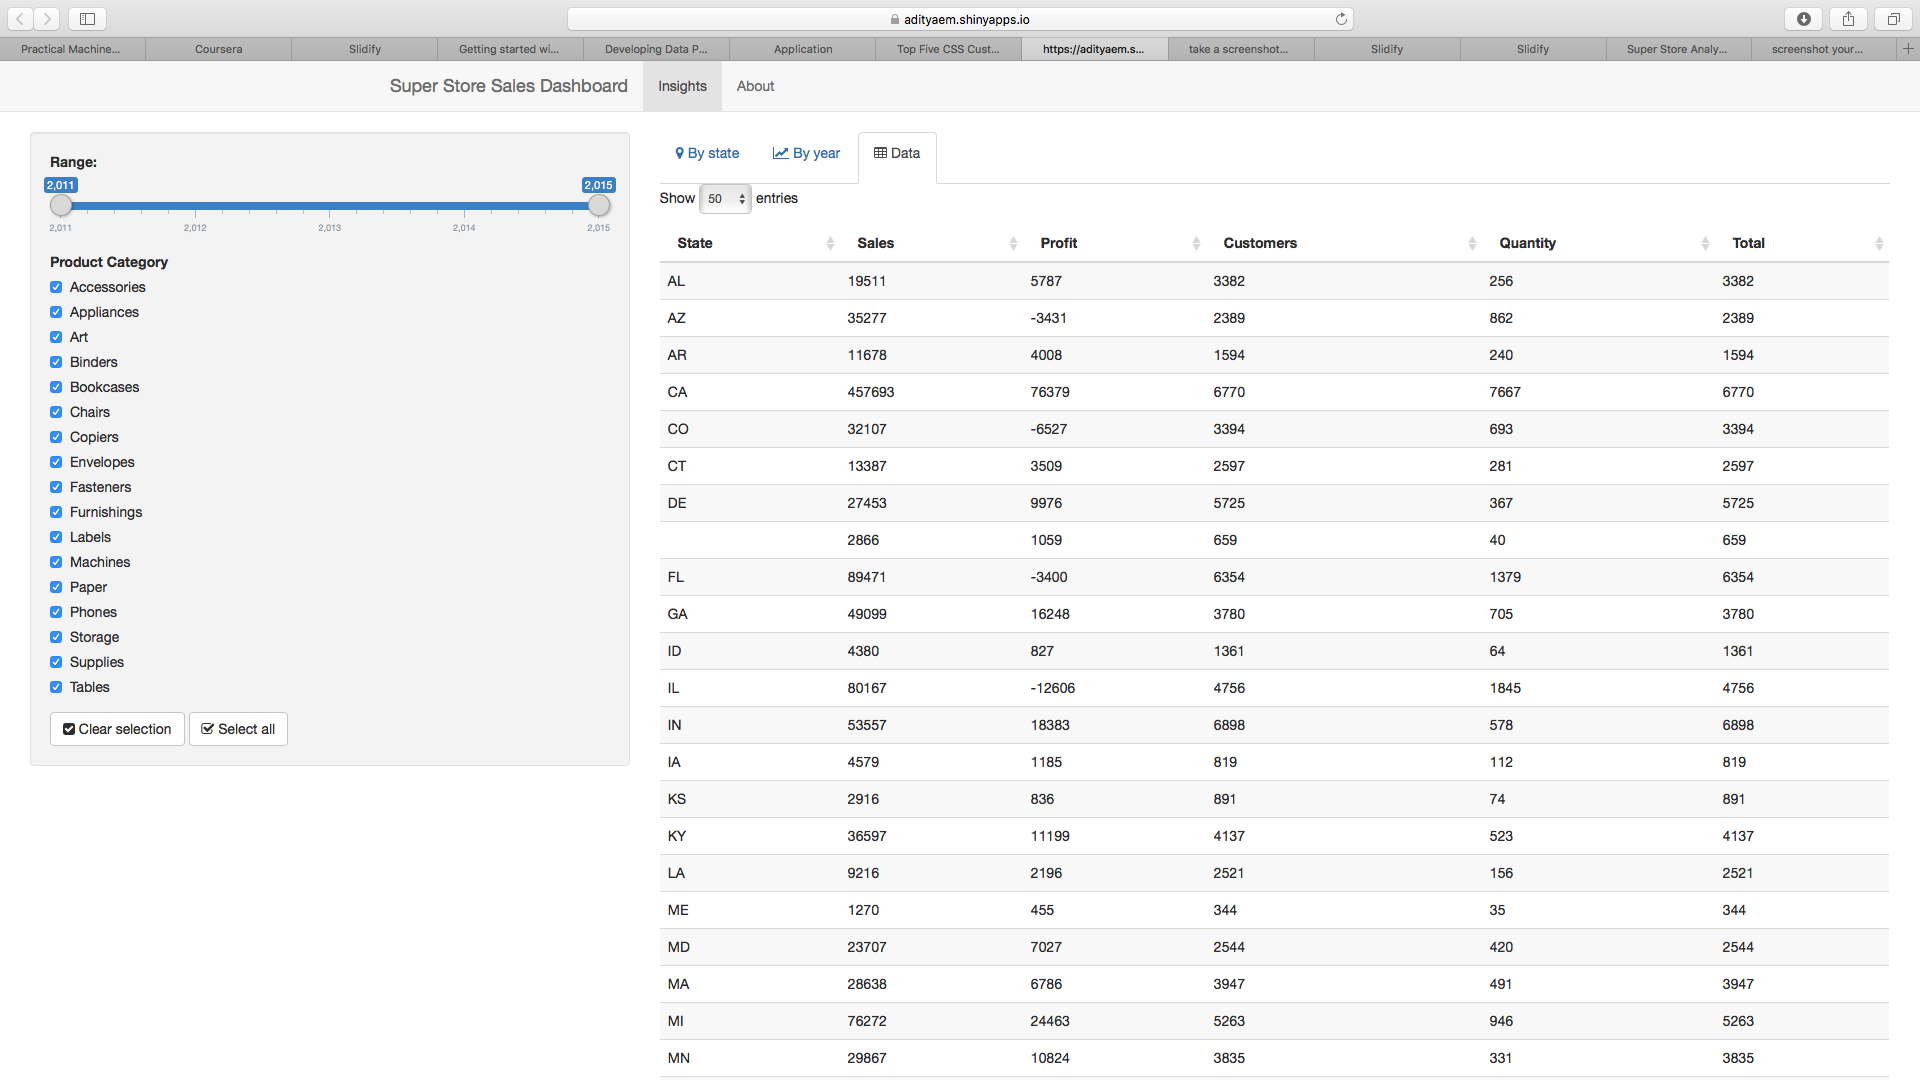 adityaem.shinyapps.io
Practical Machine... Coursera Slidify Getting started wi... Developing Data P... Application Top Five CSS Cust... https://adityaem.s... take a screenshot... Slidify Slidify Super Store Analy... screenshot your...
Super Store Sales Dashboard Insights About
Range:
2,011 2,015
2,011 2,012 2,013 2,014 2,015
Product Category
Accessories
Appliances
Art
Binders
Bookcases
Chairs
Copiers
Envelopes
Fasteners
Furnishings
Labels
Machines
Paper
Phones
Storage
Supplies
Tables
Clear selection Select all
By state By year Data
Show 50 entries
State Sales Profit Customers Quantity Total
AL 19511 5787 3382 256 3382
AZ 35277 -3431 2389 862 2389
AR 11678 4008 1594 240 1594
CA 457693 76379 6770 7667 6770
CO 32107 -6527 3394 693 3394
CT 13387 3509 2597 281 2597
DE 27453 9976 5725 367 5725
2866 1059 659 40 659
FL 89471 -3400 6354 1379 6354
GA 49099 16248 3780 705 3780
ID 4380 827 1361 64 1361
IL 80167 -12606 4756 1845 4756
IN 53557 18383 6898 578 6898
IA 4579 1185 819 112 819
KS 2916 836 891 74 891
KY 36597 11199 4137 523 4137
LA 9216 2196 2521 156 2521
ME 1270 455 344 35 344
MD 23707 7027 2544 420 2544
MA 28638 6786 3947 491 3947
MI 76272 24463 5263 946 5263
MN 29867 10824 3835 331 3835